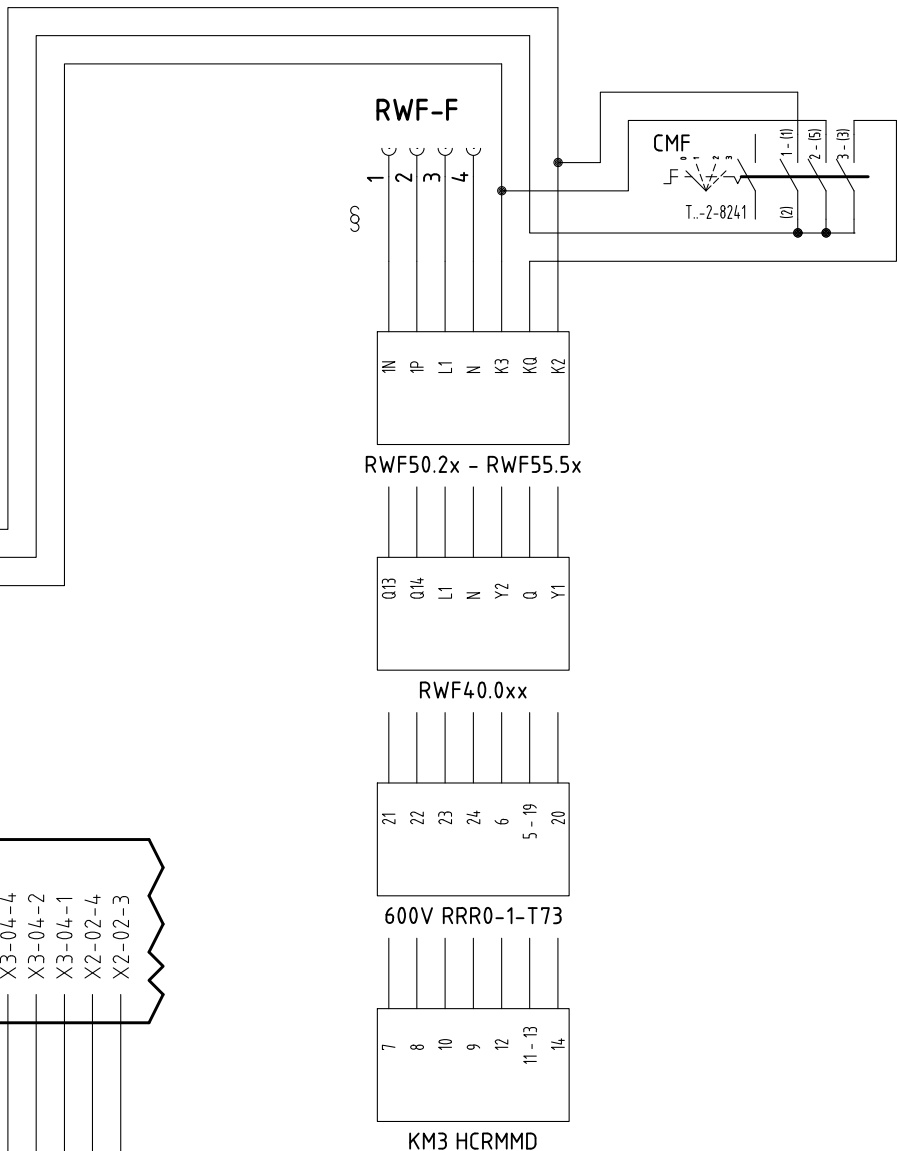 RWF-F
1 2 3 4
§
CMF
0 1 2 3
T..-2-8241
1 - (1)
2 - (5)
3 - (3)
(2)
1N 1P L1 N K3 KQ K2
RWF50.2x - RWF55.5x
Q13 Q14 L1 N Y2 Q Y1
RWF40.0xx
21 22 23 24 6 5 - 19 20
600V RRR0-1-T73
X3-04-4
X3-04-2
X3-04-1
X2-02-4
X2-02-3
7 8 10 9 12 11 - 13 14
KM3 HCRMMD